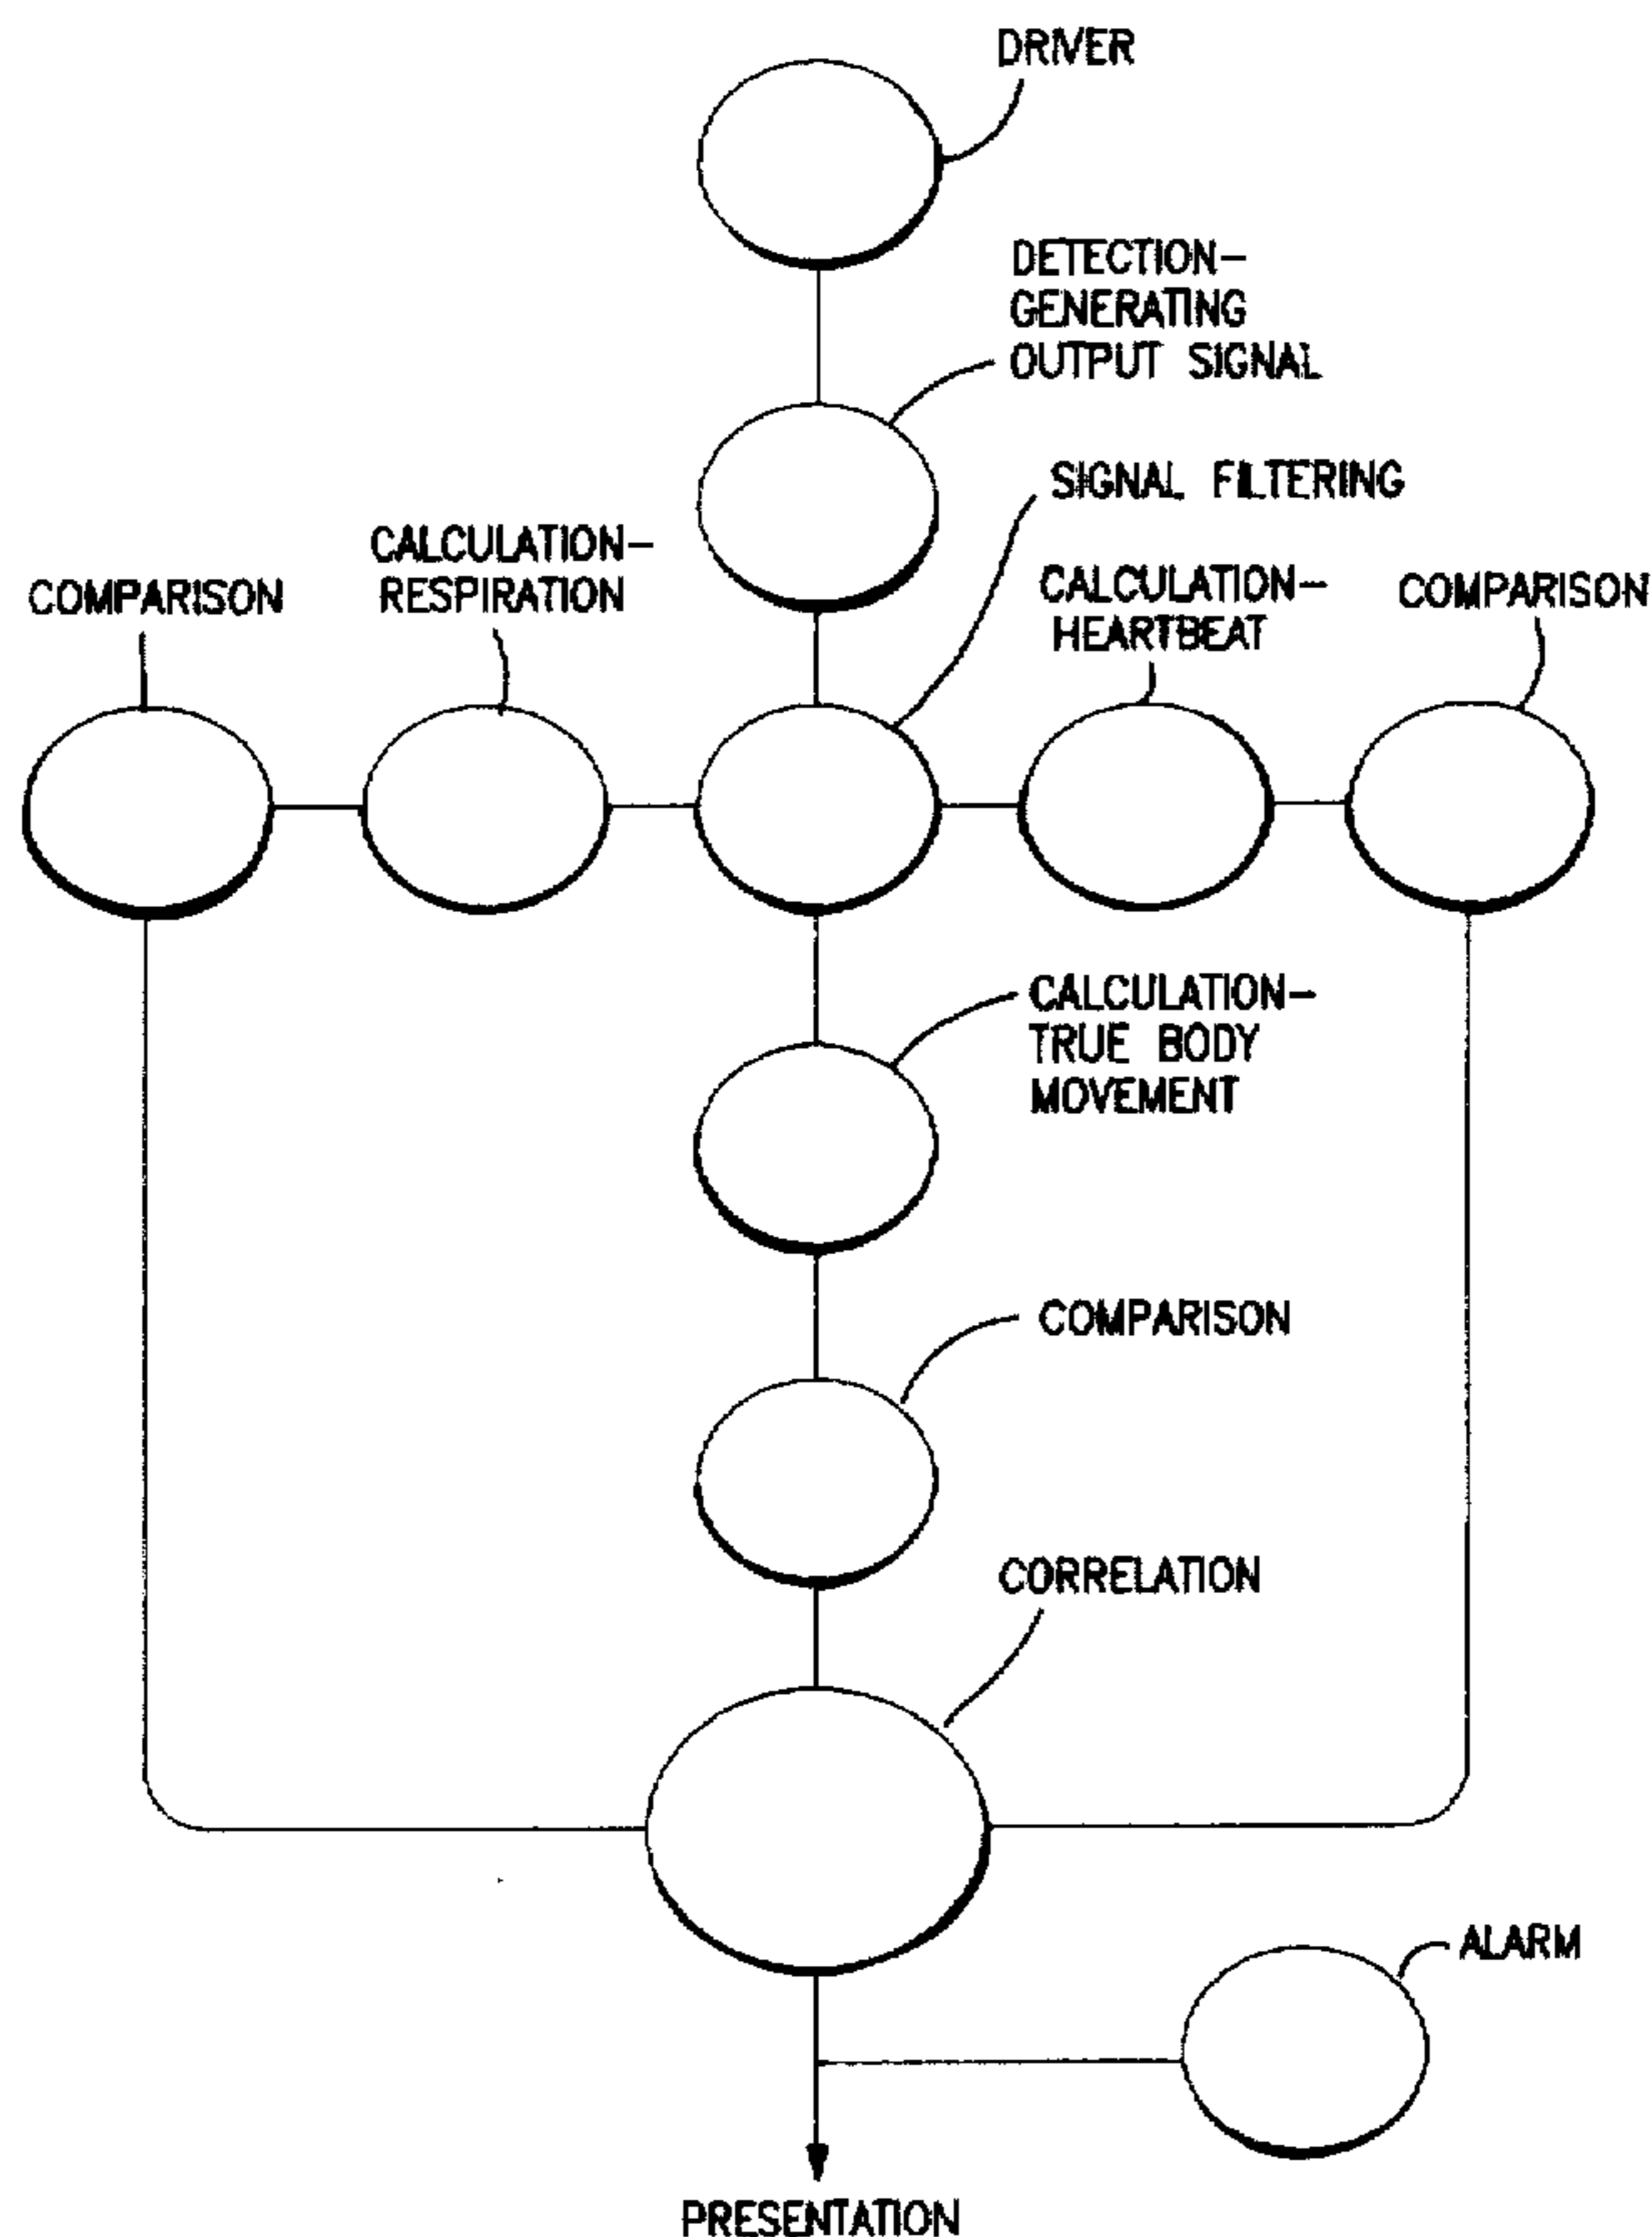 DRIVER
DETECTION-
GENERATING
OUTPUT SIGNAL
SIGNAL FILTERING
COMPARISON
CALCULATION-
RESPIRATION
CALCULATION-
HEARTBEAT
COMPARISON
CALCULATION-
TRUE BODY
MOVEMENT
COMPARISON
CORRELATION
ALARM
PRESENTATION